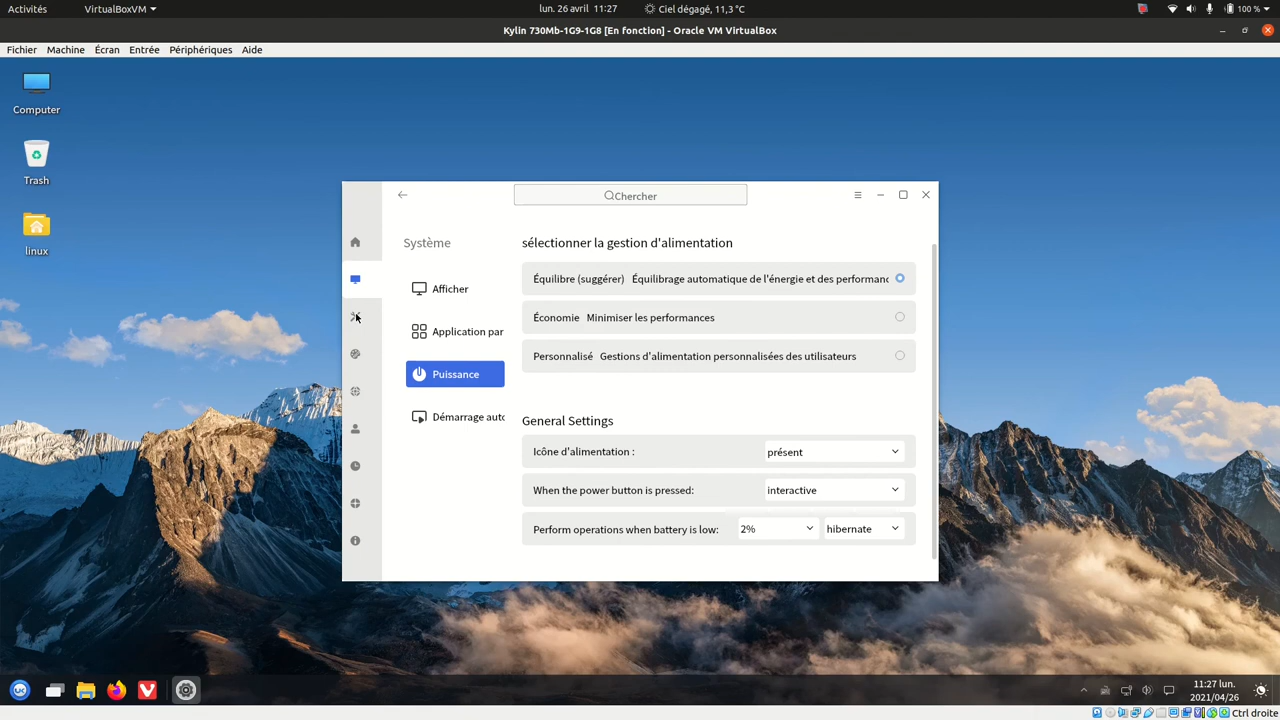 Activités
VirtualBoxVM
lun. 26 avril 11:27
Ciel dégagé, 11,3 °C
100 %
Kylin 730Mb-1G9-1G8 [En fonction] - Oracle VM VirtualBox
Fichier Machine Écran Entrée Périphériques Aide
Computer
Trash
linux
Chercher
Système
Afficher
Application par
Puissance
Démarrage auto
sélectionner la gestion d'alimentation
Équilibre (suggérer) Équilibrage automatique de l'énergie et des performanc
Économie Minimiser les performances
Personnalisé Gestions d'alimentation personnalisées des utilisateurs
General Settings
Icône d'alimentation : présent
When the power button is pressed: interactive
Perform operations when battery is low: 2% hibernate
UK
11:27 lun.
2021/04/26
Ctrl droite